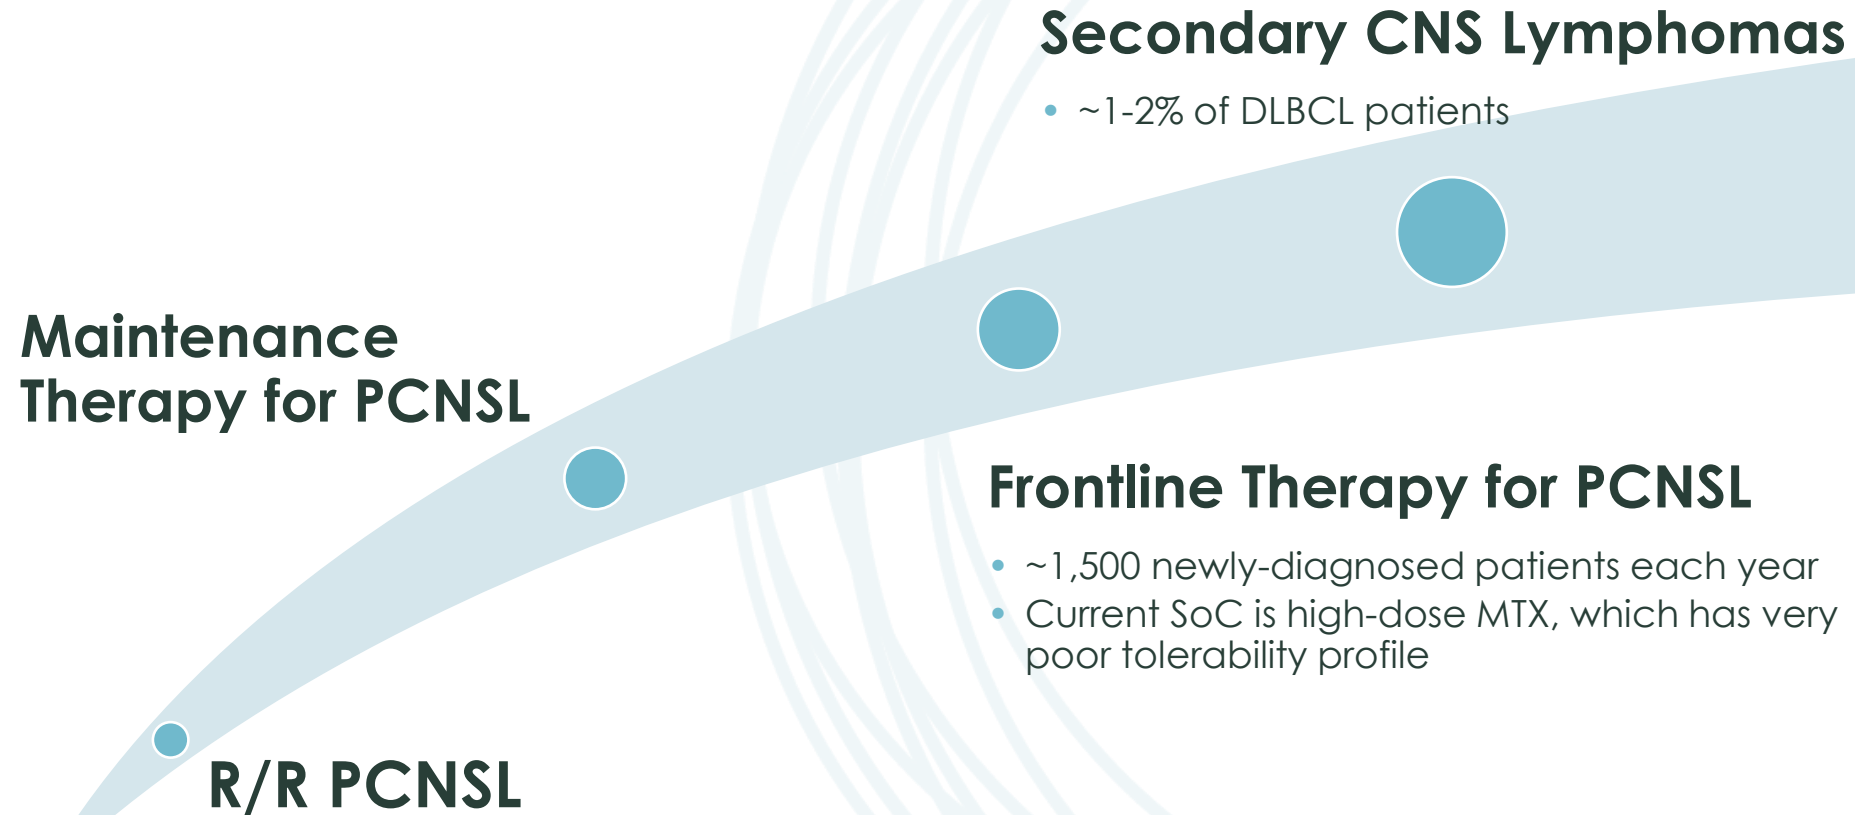 Secondary CNS Lymphomas
• ~1-2% of DLBCL patients
Maintenance
Therapy for PCNSL
Frontline Therapy for PCNSL
• ~1,500 newly-diagnosed patients each year
• Current SoC is high-dose MTX, which has very
poor tolerability profile
R/R PCNSL